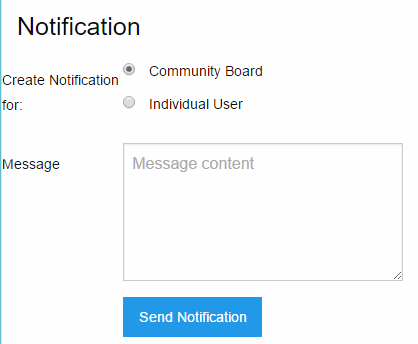 Notification
Create Notification
for:
Community Board
Individual User
Message
Message content
Send Notification